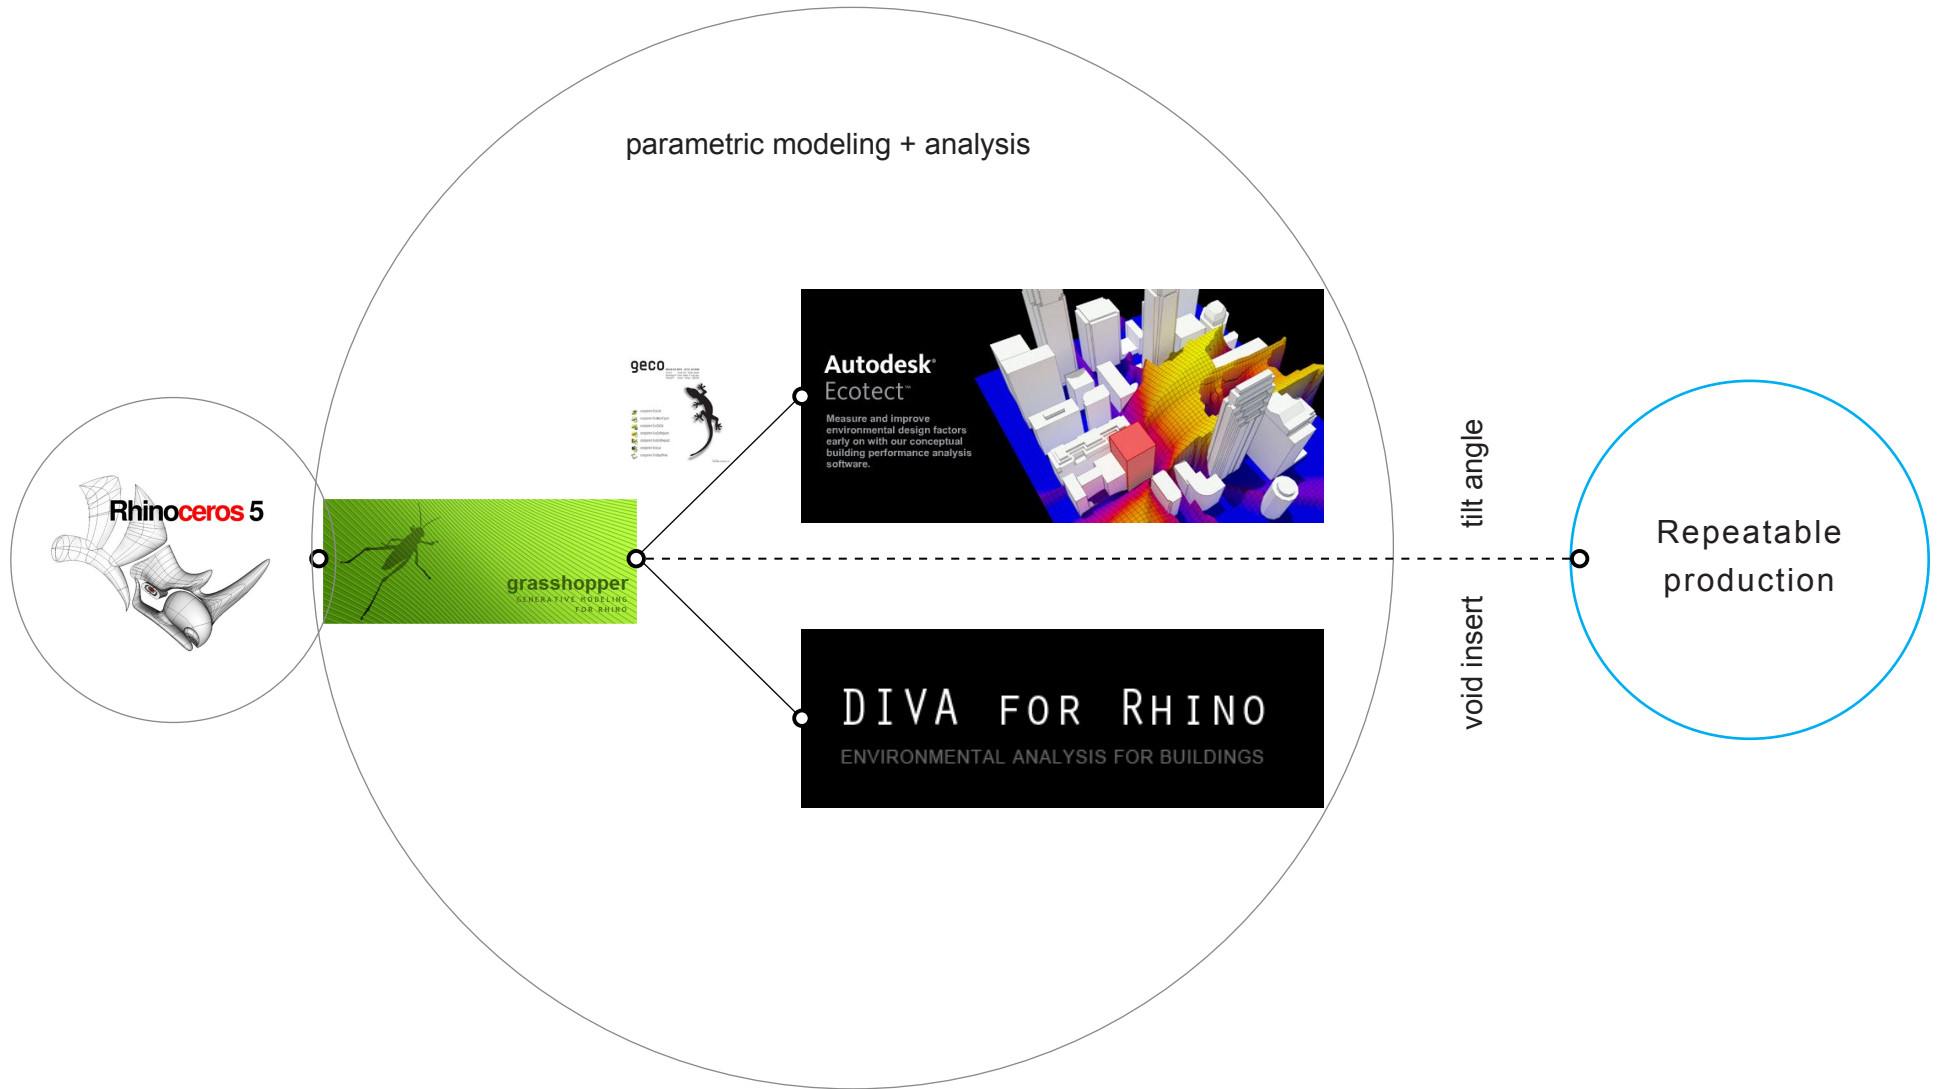 parametric modeling + analysis
geco
Autodesk®
Ecotect™
Measure and improve
environmental design factors
early on with our conceptual
building performance analysis
software.
Rhinoceros 5
grasshopper
GENERATIVE MODELING
FOR RHINO
tilt angle
void insert
Repeatable
production
DIVA FOR RHINO
ENVIRONMENTAL ANALYSIS FOR BUILDINGS